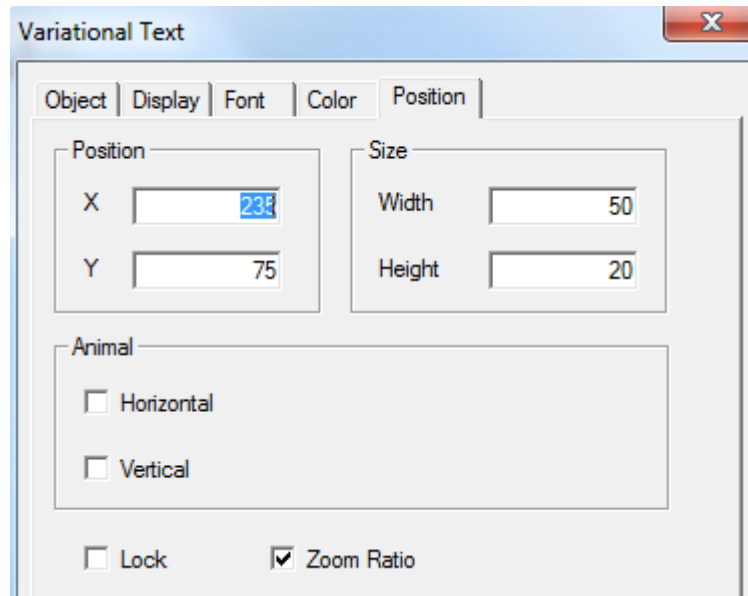 Variational Text
Object Display Font Color Position
Position
X 235
Y 75
Size
Width 50
Height 20
Animal
Horizontal
Vertical
Lock Zoom Ratio